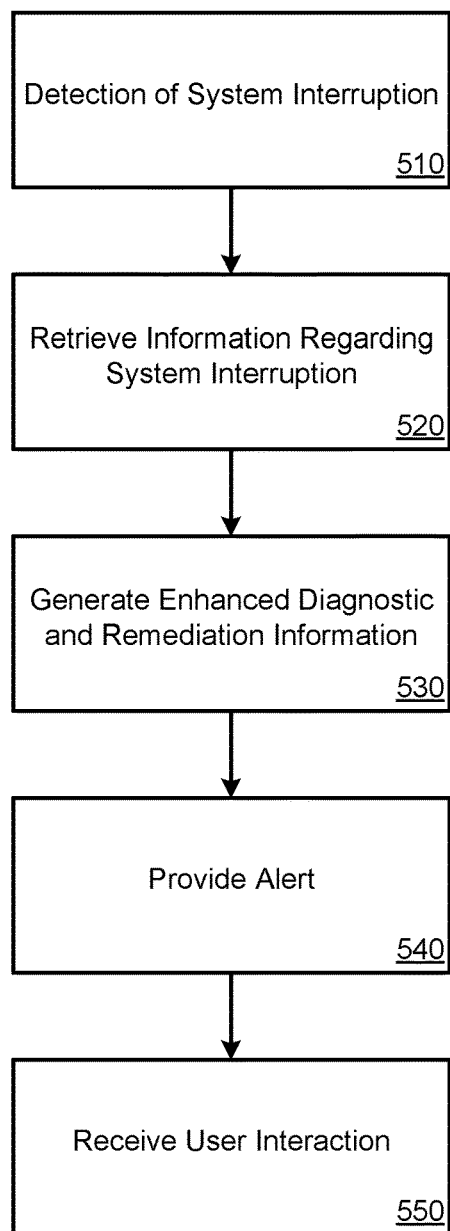 Detection of System Interruption
510
Retrieve Information Regarding
System Interruption
520
Generate Enhanced Diagnostic
and Remediation Information
530
Provide Alert
540
Receive User Interaction
550